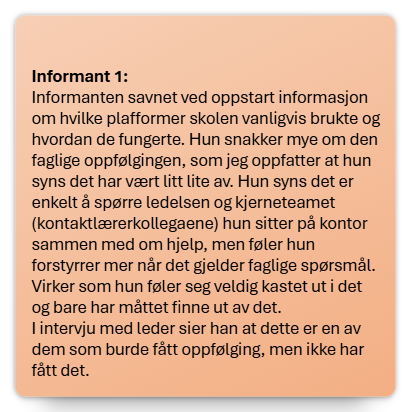 Informant 1:
Informanten savnet ved oppstart informasjon
om hvilke plafformer skolen vanligvis brukte og
hvordan de fungerte. Hun snakker mye om den
faglige oppfølgingen, som jeg oppfatter at hun
syns det har vært litt lite av. Hun syns det er
enkelt å spørre ledelsen og kjerneteamet
(kontaktlærerkollegaene) hun sitter på kontor
sammen med om hjelp, men føler hun
forstyrrer mer når det gjelder faglige spørsmål.
Virker som hun føler seg veldig kastet ut i det
og bare har måttet finne ut av det.
I intervju med leder sier han at dette er en av
dem som burde fått oppfølging, men ikke har
fått det.